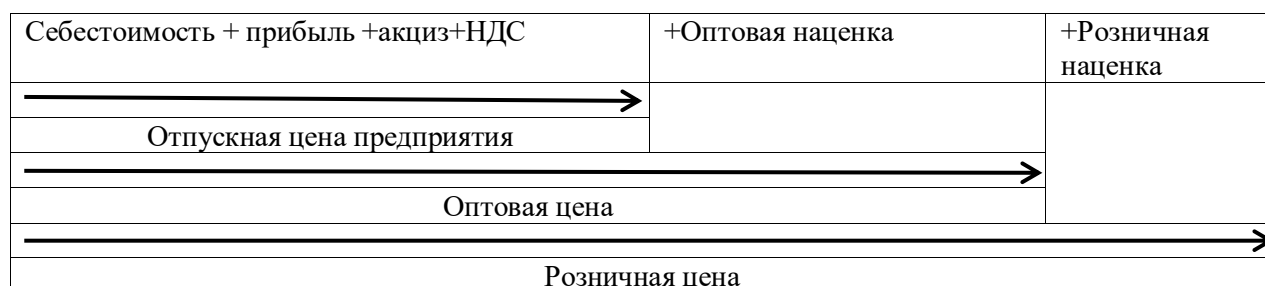 Себестоимость + прибыль +акциз+НДС
+Оптовая наценка
+Розничная
наценка
Отпускная цена предприятия
Оптовая цена
Розничная цена